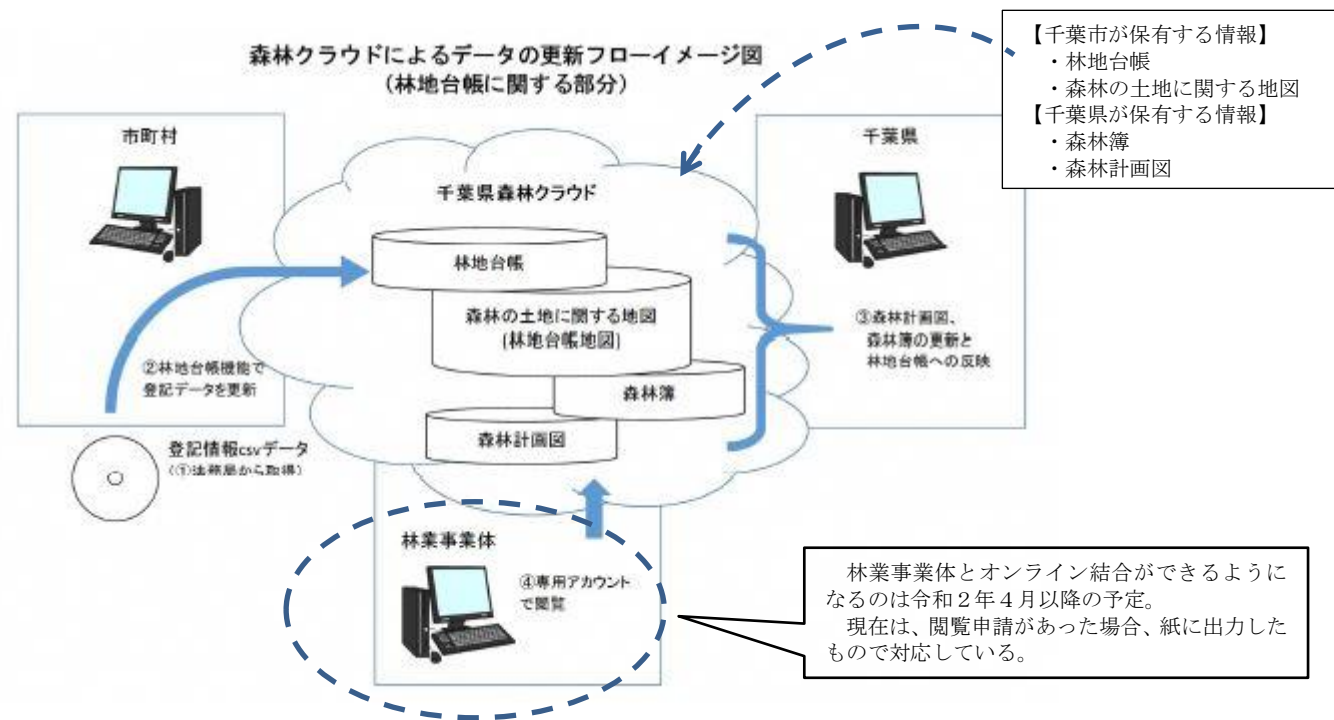 森林クラウドによるデータの更新フローイメージ図
(林地台帳に関する部分)
【千葉市が保有する情報】
・林地台帳
・森林の土地に関する地図
【千葉県が保有する情報】
・森林簿
・森林計画図
市町村
千葉県
千葉県森林クラウド
林地台帳
森林の土地に関する地図
(林地台帳地図)
森林簿
森林計画図
②林地台帳機能で
登記データを更新
③森林計画図、
森林簿の更新と
林地台帳への反映
登記情報csvデータ
(①法務局から取得)
林業事業体
④専用アカウント
で閲覧
林業事業体とオンライン結合ができるように
なるのは令和２年４月以降の予定。
現在は、閲覧申請があった場合、紙に出力した
もので対応している。